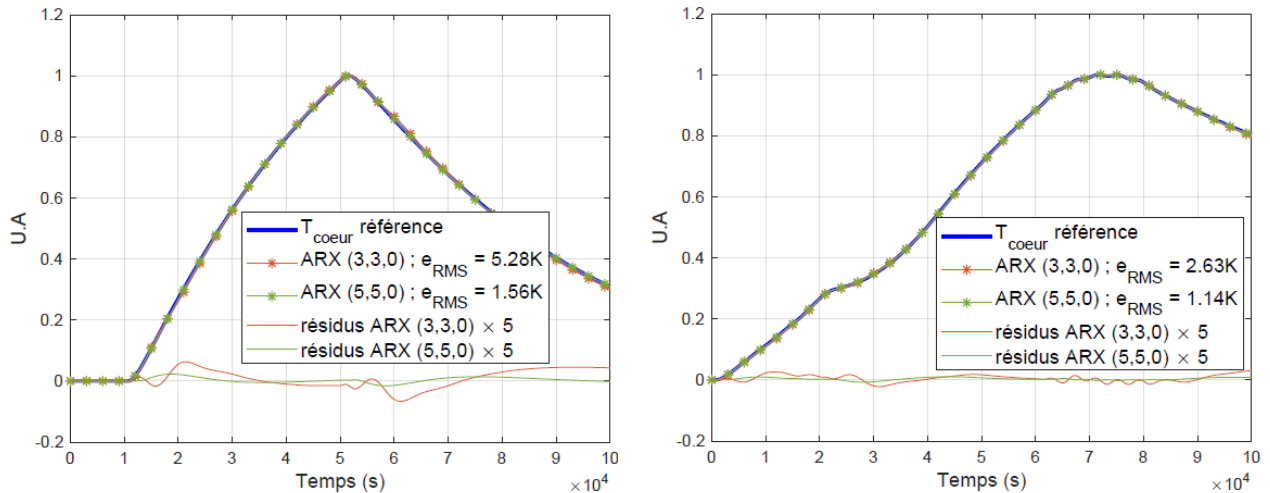 1.2
1
0.8
0.6
0.4
0.2
0
-0.2
U.A
T_coeur référence
ARX (3,3,0) ; e_RMS = 5.28K
ARX (5,5,0) ; e_RMS = 1.56K
résidus ARX (3,3,0) × 5
résidus ARX (5,5,0) × 5
0 1 2 3 4 5 6 7 8 9 10
Temps (s)
× 10^4
1.2
1
0.8
0.6
0.4
0.2
0
-0.2
U.A
T_coeur référence
ARX (3,3,0) ; e_RMS = 2.63K
ARX (5,5,0) ; e_RMS = 1.14K
résidus ARX (3,3,0) × 5
résidus ARX (5,5,0) × 5
0 1 2 3 4 5 6 7 8 9 10
Temps (s)
× 10^4